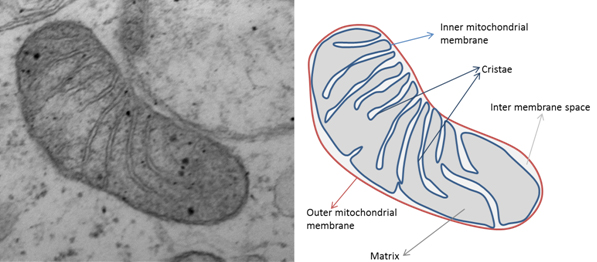 Inner mitochondrial
membrane
Cristae
Inter membrane space
Outer mitochondrial
membrane
Matrix